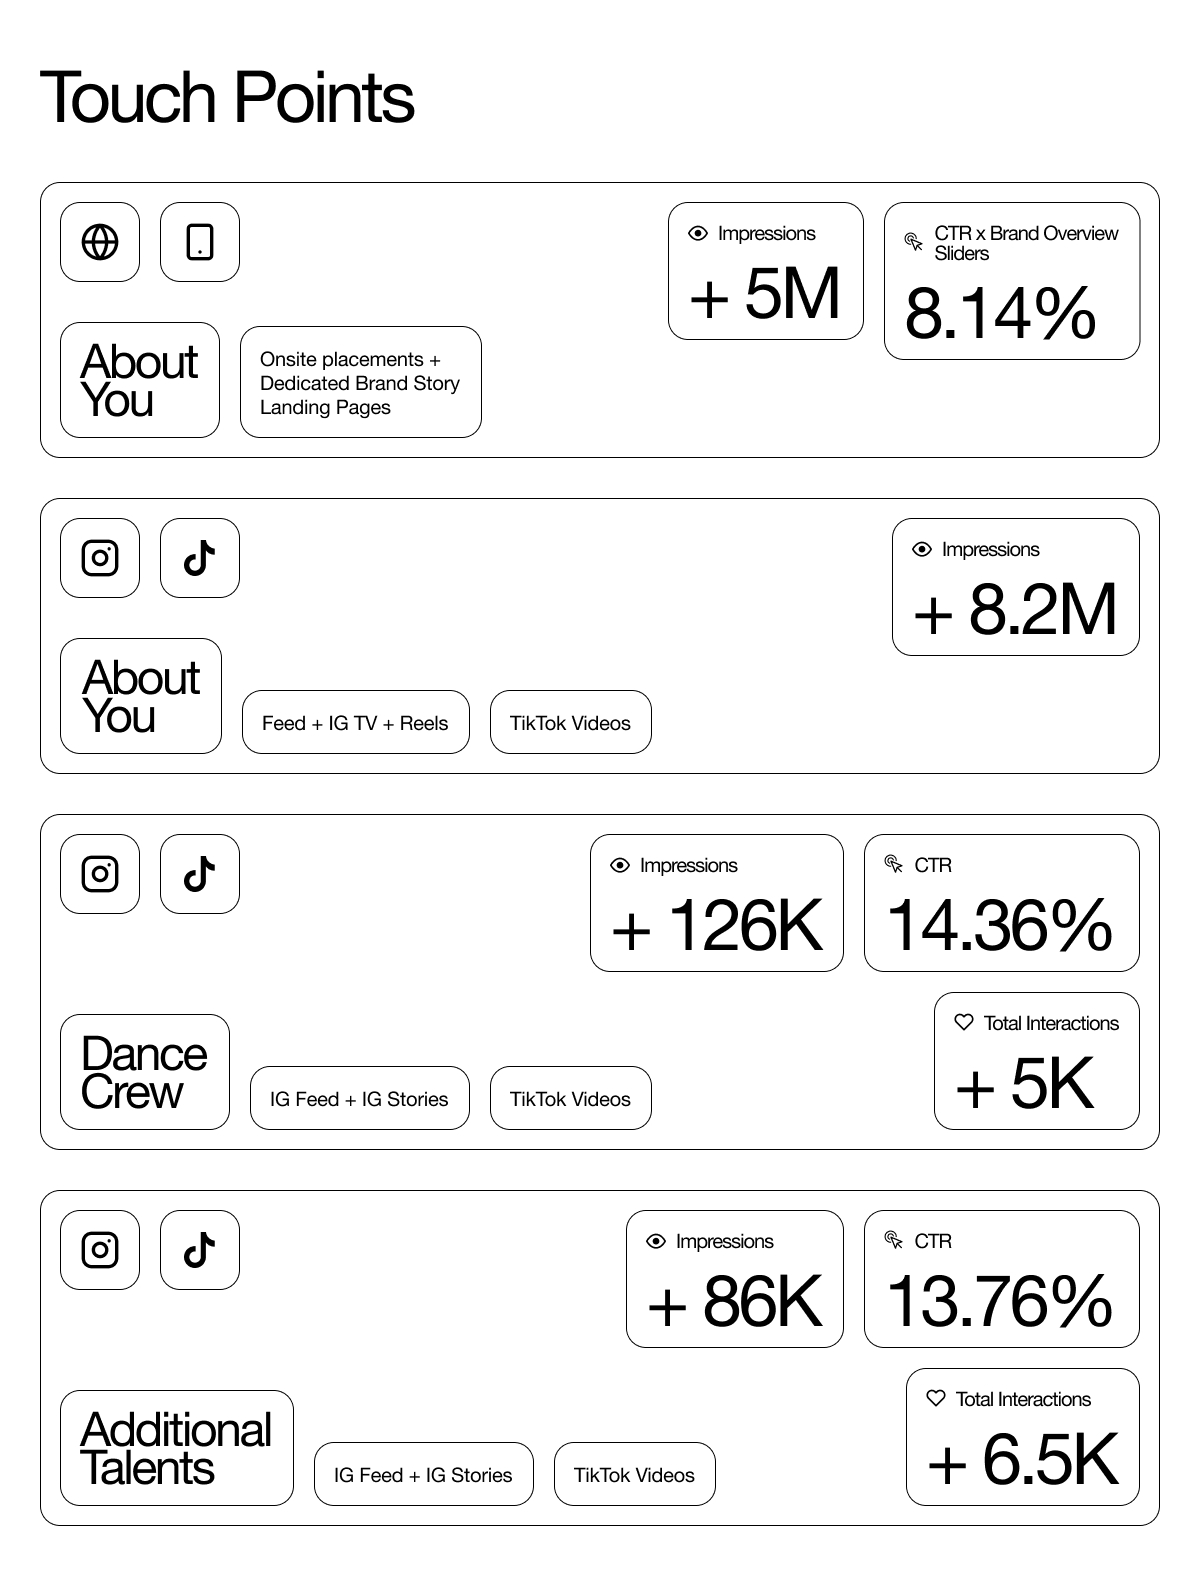 Touch Points
Impressions
+ 5M
CTR x Brand Overview
Sliders
8.14%
About
You
Onsite placements +
Dedicated Brand Story
Landing Pages
Impressions
+ 8.2M
About
You
Feed + IG TV + Reels
TikTok Videos
Impressions
+ 126K
CTR
14.36%
Total Interactions
+ 5K
Dance
Crew
IG Feed + IG Stories
TikTok Videos
Impressions
+ 86K
CTR
13.76%
Total Interactions
+ 6.5K
Additional
Talents
IG Feed + IG Stories
TikTok Videos